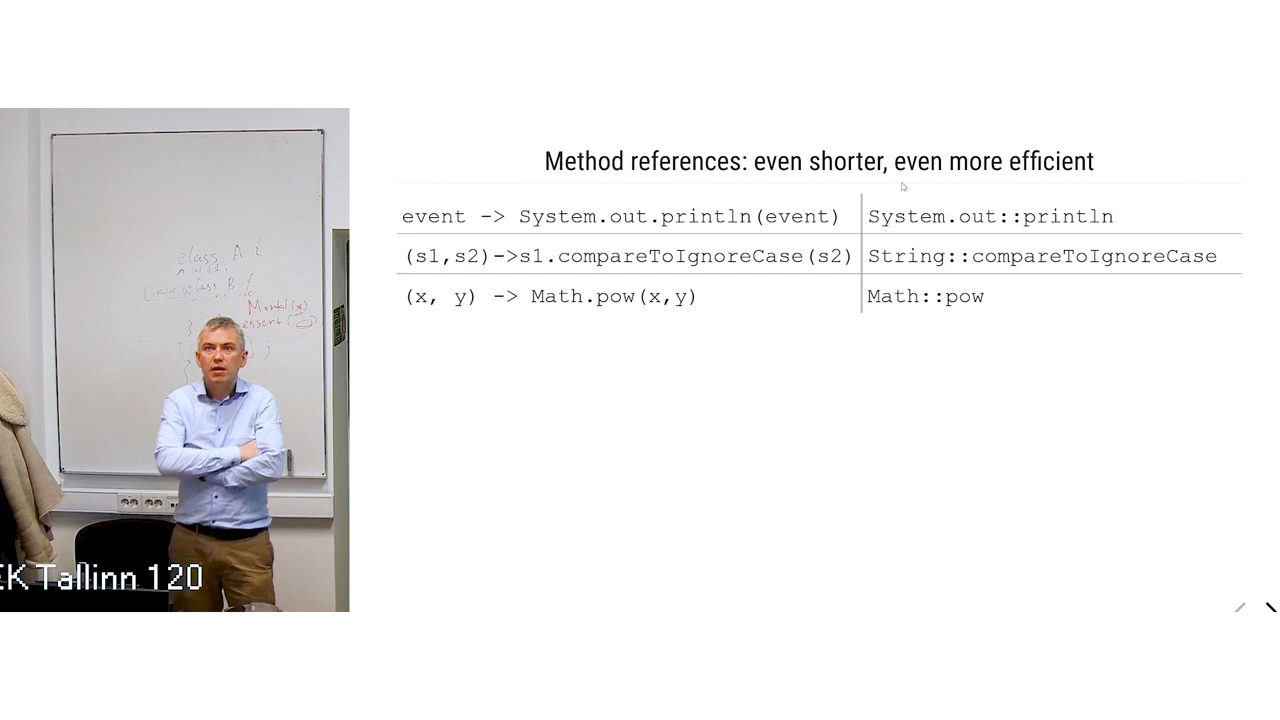 Method references: even shorter, even more efficient
event -> System.out.println(event) System.out::println
(s1,s2)->s1.compareToIgnoreCase(s2) String::compareToIgnoreCase
(x, y) -> Math.pow(x,y) Math::pow
class A {
class B {
Mortal(x)
assert(
}
}
EK Tallinn 120